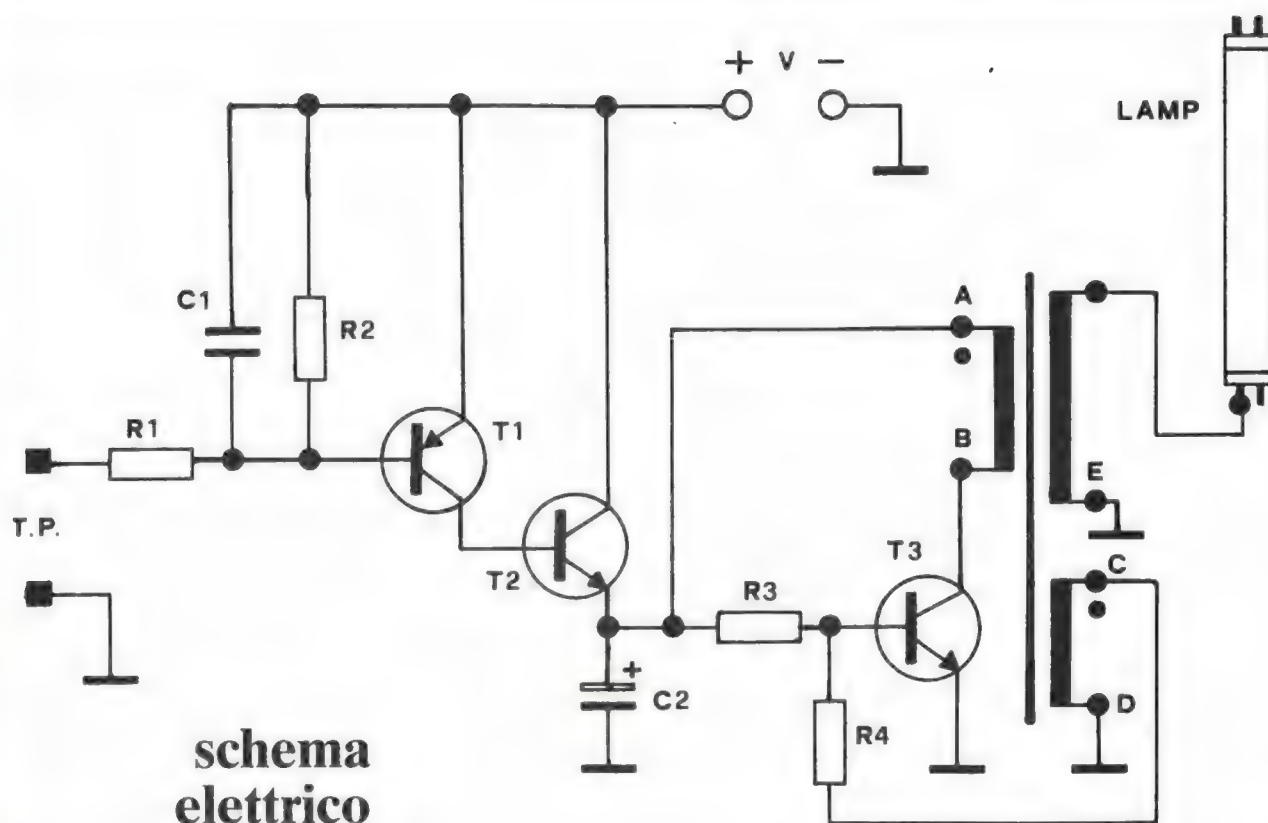 + V −
LAMP
C1
R2
A
R1
T1
B
E
T.P.
T2
R3
T3
C
+
C2
R4
D
schema
elettrico